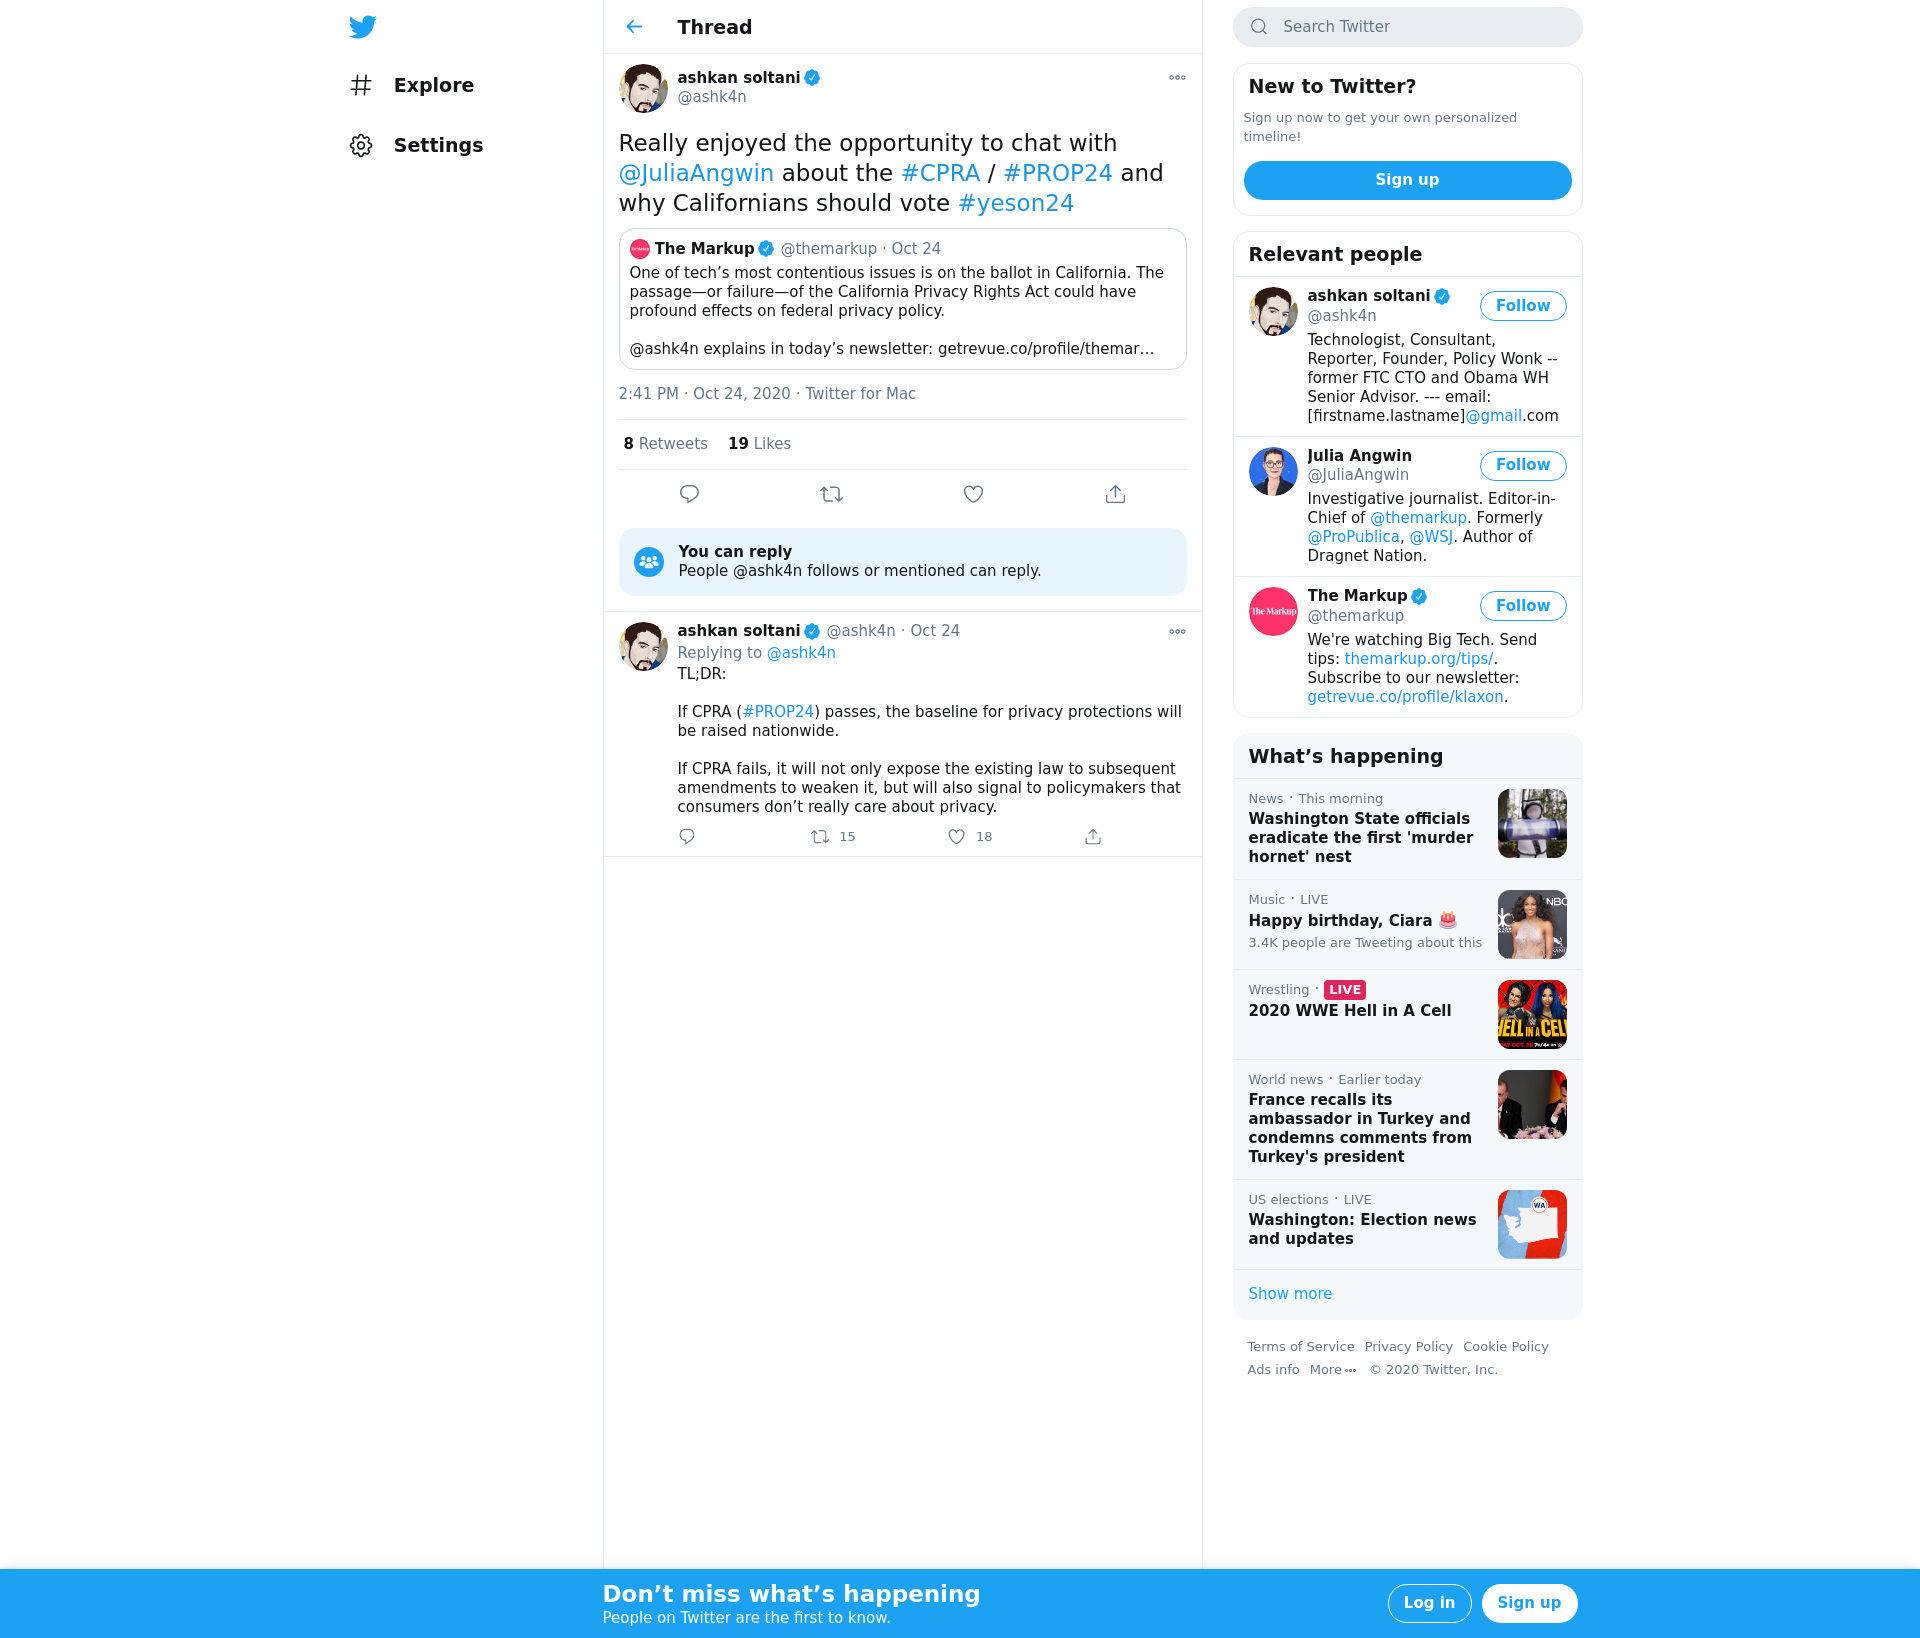 Explore
Settings
Thread
ashkan soltani
@ashk4n
Really enjoyed the opportunity to chat with
@JuliaAngwin about the #CPRA / #PROP24 and
why Californians should vote #yeson24
The Markup @themarkup · Oct 24
One of tech’s most contentious issues is on the ballot in California. The
passage—or failure—of the California Privacy Rights Act could have
profound effects on federal privacy policy.
@ashk4n explains in today’s newsletter: getrevue.co/profile/themar…
2:41 PM · Oct 24, 2020 · Twitter for Mac
8 Retweets 19 Likes
You can reply
People @ashk4n follows or mentioned can reply.
ashkan soltani @ashk4n · Oct 24
Replying to @ashk4n
TL;DR:
If CPRA (#PROP24) passes, the baseline for privacy protections will
be raised nationwide.
If CPRA fails, it will not only expose the existing law to subsequent
amendments to weaken it, but will also signal to policymakers that
consumers don’t really care about privacy.
15 18
Search Twitter
New to Twitter?
Sign up now to get your own personalized
timeline!
Sign up
Relevant people
ashkan soltani
@ashk4n
Follow
Technologist, Consultant,
Reporter, Founder, Policy Wonk --
former FTC CTO and Obama WH
Senior Advisor. --- email:
[firstname.lastname]@gmail.com
Julia Angwin
@JuliaAngwin
Follow
Investigative journalist. Editor-in-
Chief of @themarkup. Formerly
@ProPublica, @WSJ. Author of
Dragnet Nation.
The Markup
The Markup
@themarkup
Follow
We're watching Big Tech. Send
tips: themarkup.org/tips/.
Subscribe to our newsletter:
getrevue.co/profile/klaxon.
What’s happening
News · This morning
Washington State officials
eradicate the first 'murder
hornet' nest
Music · LIVE
Happy birthday, Ciara 🎂
3.4K people are Tweeting about this
NBC
Wrestling · LIVE
2020 WWE Hell in A Cell
HELL IN A CELL
World news · Earlier today
France recalls its
ambassador in Turkey and
condemns comments from
Turkey's president
US elections · LIVE
Washington: Election news
and updates
WA
Show more
Terms of Service Privacy Policy Cookie Policy
Ads info More © 2020 Twitter, Inc.
Don’t miss what’s happening
People on Twitter are the first to know.
Log in
Sign up